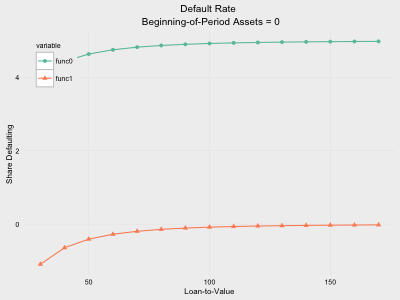 Default Rate
Beginning-of-Period Assets = 0
variable
func0
func1
Share Defaulting
4
2
0
50
100
150
Loan-to-Value